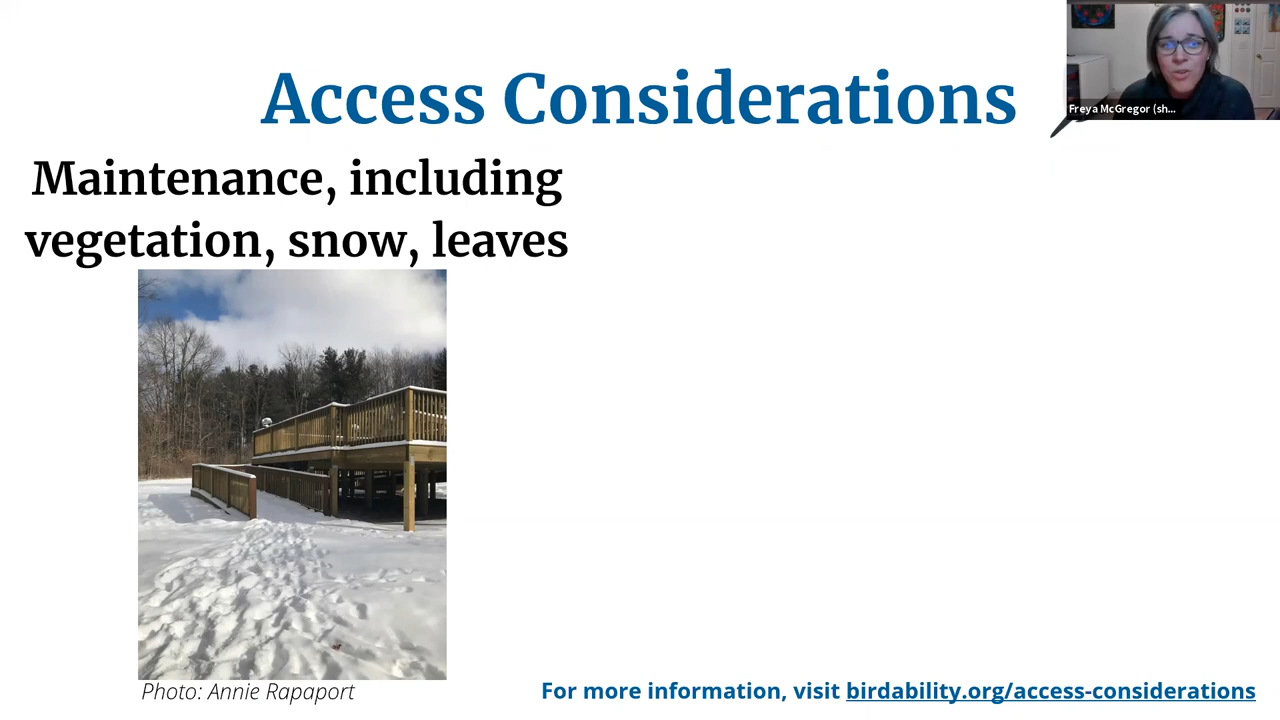 Access Considerations
Freya McGregor (sh...
Maintenance, including
vegetation, snow, leaves
Photo: Annie Rapaport
For more information, visit birdability.org/access-considerations